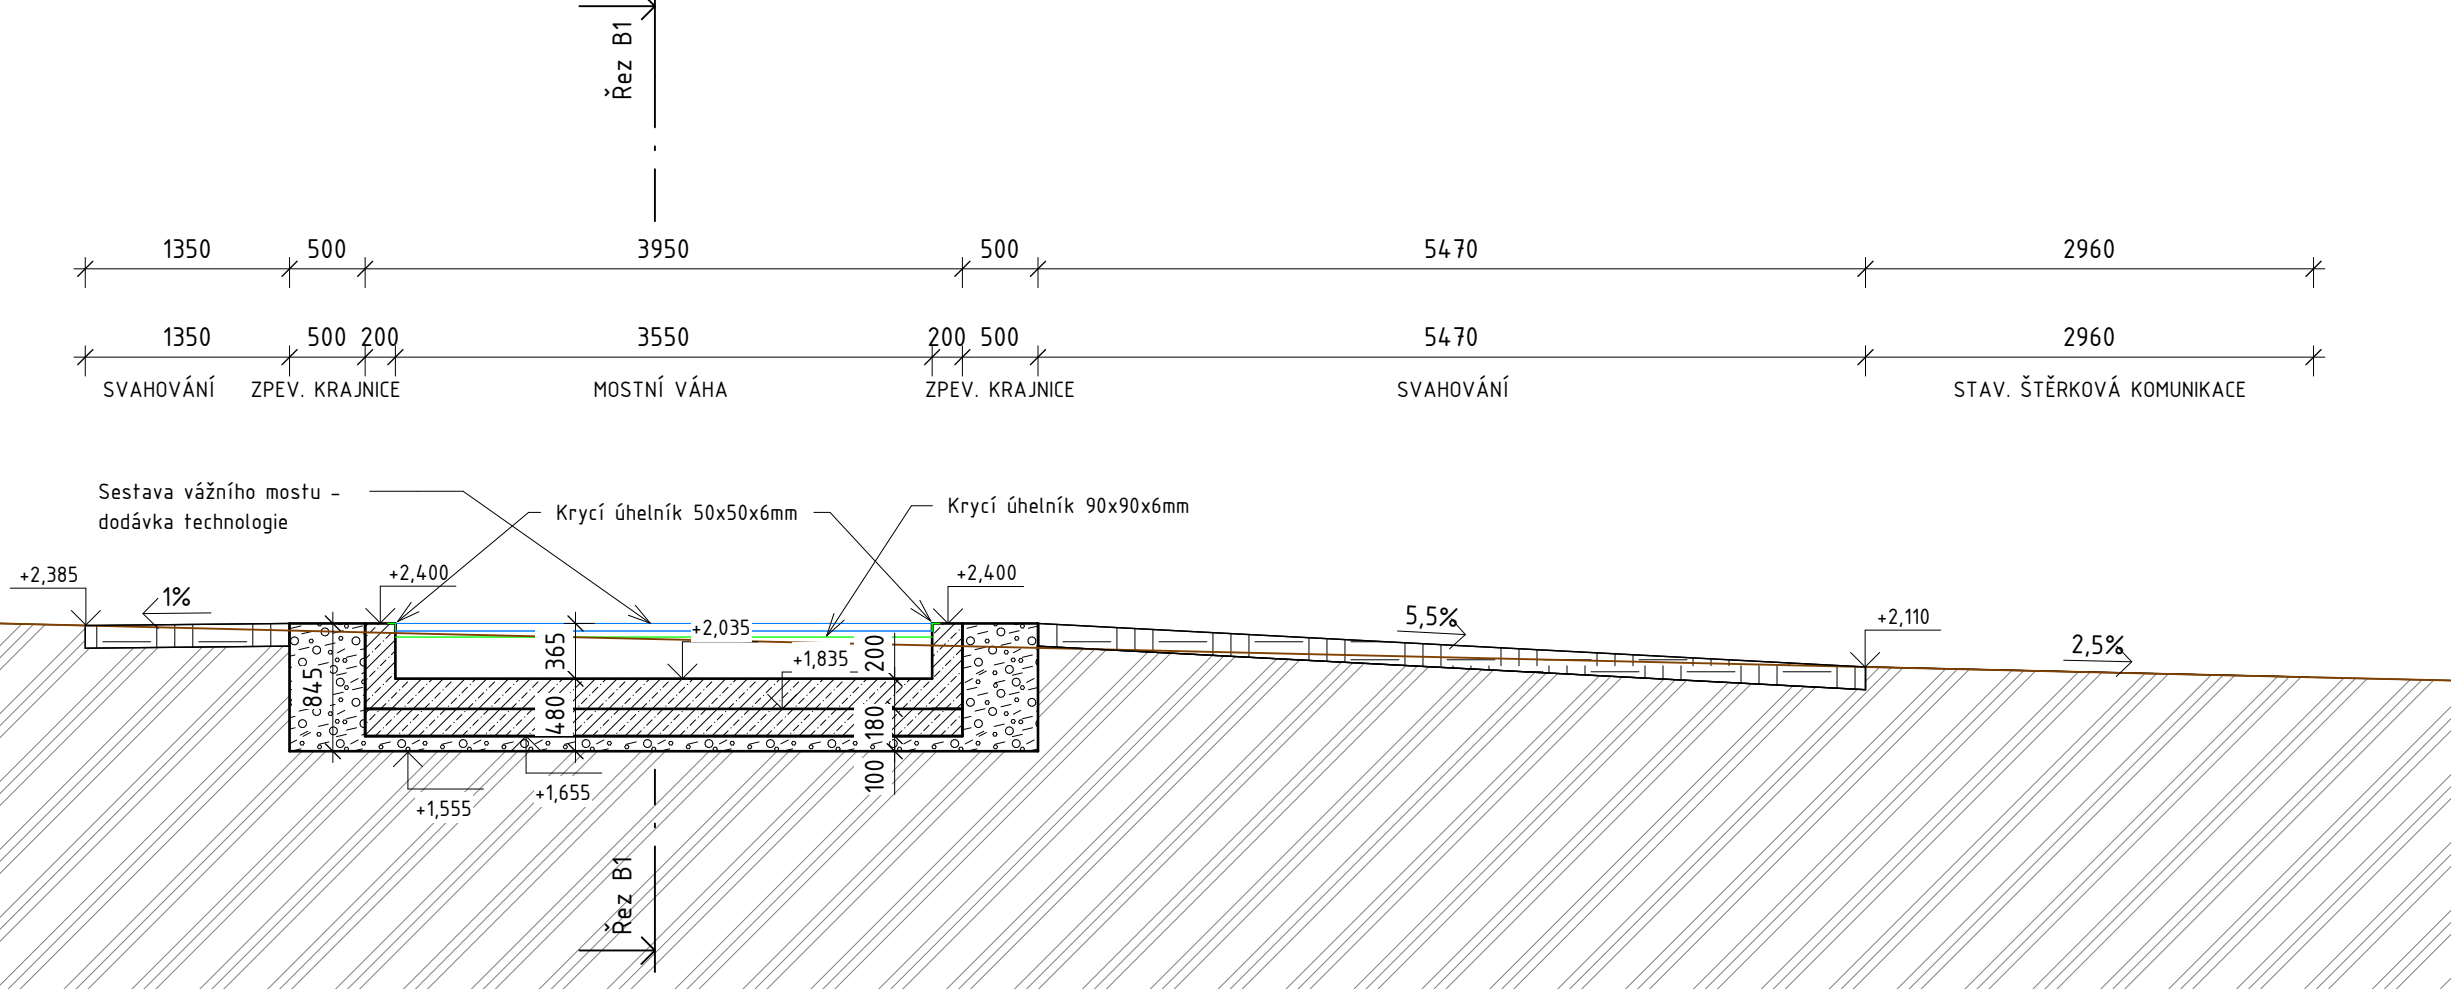 Řez B1
1350 500 3950 500 5470 2960
1350 500 200 3550 200 500 5470 2960
SVAHOVÁNÍ ZPEV. KRAJNICE MOSTNÍ VÁHA ZPEV. KRAJNICE SVAHOVÁNÍ STAV. ŠTĚRKOVÁ KOMUNIKACE
Sestava vážního mostu -
dodávka technologie
Krycí úhelník 50x50x6mm
Krycí úhelník 90x90x6mm
+2,385
1%
+2,400
+2,400
5,5%
+2,110
2,5%
+2,035
+1,835
365
200
845
480
180
100
+1,655
+1,555
Řez B1